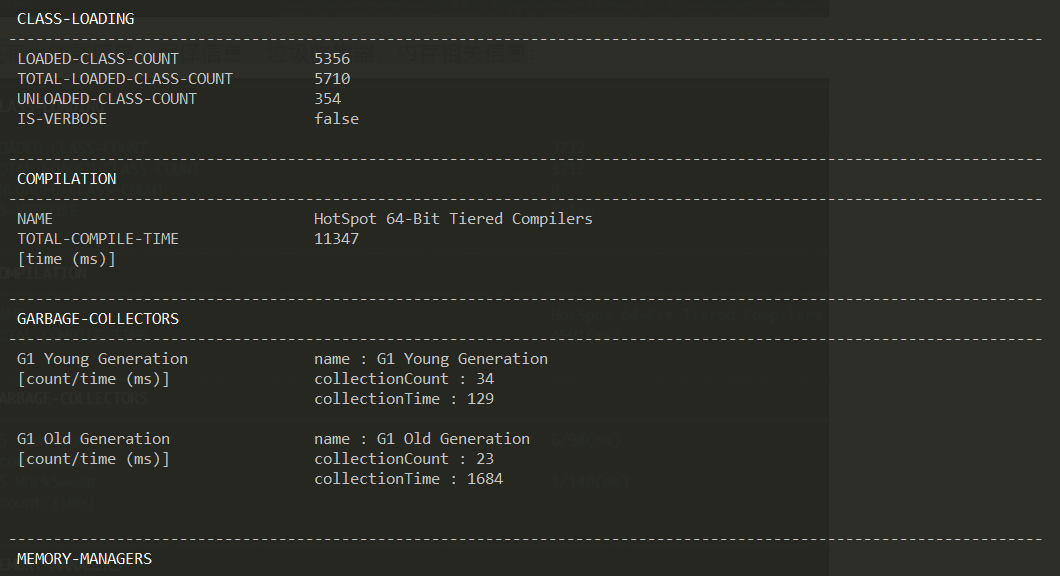 CLASS-LOADING
LOADED-CLASS-COUNT 5356
TOTAL-LOADED-CLASS-COUNT 5710
UNLOADED-CLASS-COUNT 354
IS-VERBOSE false
COMPILATION
NAME HotSpot 64-Bit Tiered Compilers
TOTAL-COMPILE-TIME 11347
[time (ms)]
GARBAGE-COLLECTORS
G1 Young Generation name : G1 Young Generation
[count/time (ms)] collectionCount : 34
collectionTime : 129
G1 Old Generation name : G1 Old Generation
[count/time (ms)] collectionCount : 23
collectionTime : 1684
MEMORY-MANAGERS